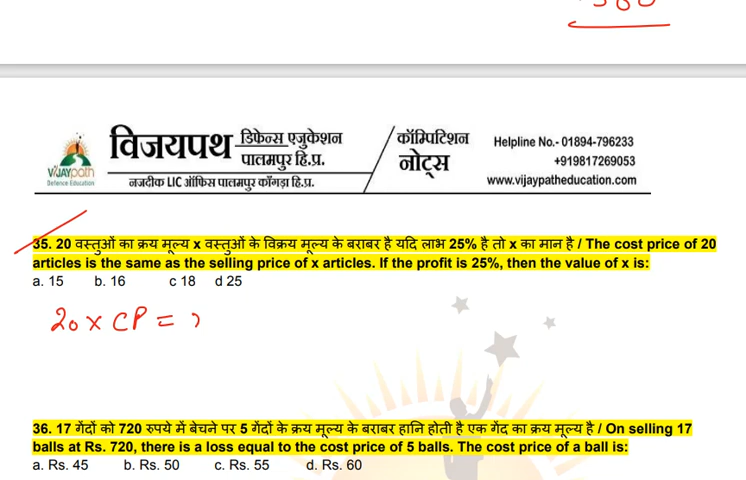 580
विजयपथ
डिफेन्स एजुकेशन
पालमपुर हि.प्र.
नजदीक LIC ऑफिस पालमपुर काँगड़ा हि.प्र.
ViJAYpath
Defence Education
कॉम्पिटिशन
नोट्स
Helpline No.- 01894-796233
+919817269053
www.vijaypatheducation.com
35. 20 वस्तुओं का क्रय मूल्य x वस्तुओं के विक्रय मूल्य के बराबर है यदि लाभ 25% है तो x का मान है / The cost price of 20
articles is the same as the selling price of x articles. If the profit is 25%, then the value of x is:
a. 15 b. 16 c 18 d 25
20 × CP =
36. 17 गेंदों को 720 रुपये में बेचने पर 5 गेंदों के क्रय मूल्य के बराबर हानि होती है एक गेंद का क्रय मूल्य है / On selling 17
balls at Rs. 720, there is a loss equal to the cost price of 5 balls. The cost price of a ball is:
a. Rs. 45 b. Rs. 50 c. Rs. 55 d. Rs. 60